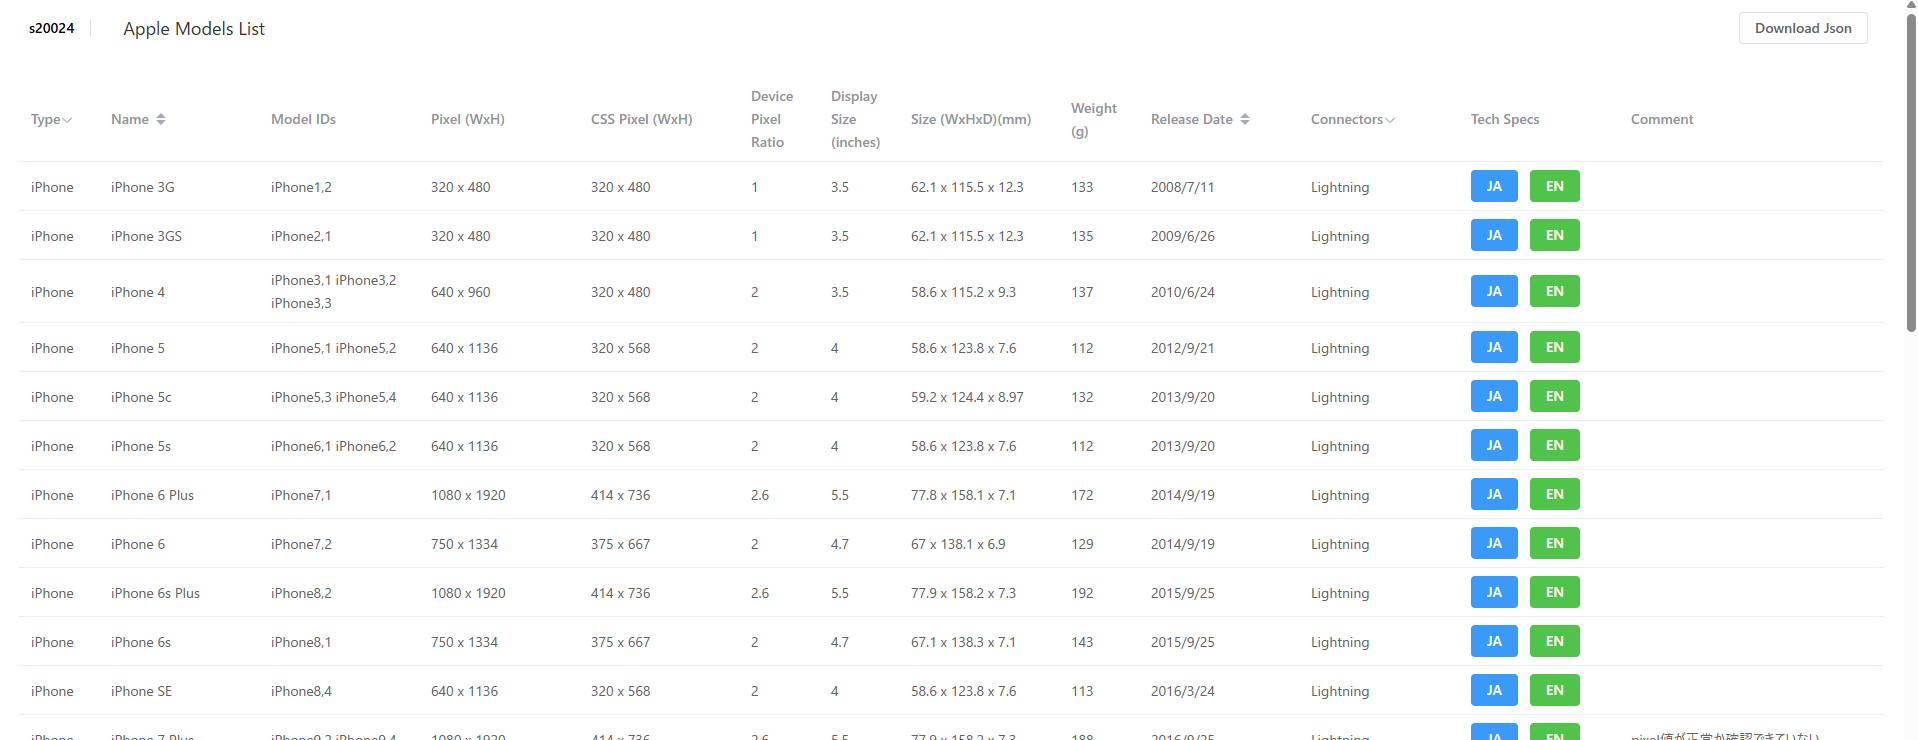 s20024
Apple Models List
Download Json
Type Name Model IDs Pixel (WxH) CSS Pixel (WxH) Device Pixel Ratio Display Size (inches) Size (WxHxD)(mm) Weight (g) Release Date Connectors Tech Specs Comment
iPhone iPhone 3G iPhone1,2 320 x 480 320 x 480 1 3.5 62.1 x 115.5 x 12.3 133 2008/7/11 Lightning JA EN
iPhone iPhone 3GS iPhone2,1 320 x 480 320 x 480 1 3.5 62.1 x 115.5 x 12.3 135 2009/6/26 Lightning JA EN
iPhone iPhone 4 iPhone3,1 iPhone3,2 iPhone3,3 640 x 960 320 x 480 2 3.5 58.6 x 115.2 x 9.3 137 2010/6/24 Lightning JA EN
iPhone iPhone 5 iPhone5,1 iPhone5,2 640 x 1136 320 x 568 2 4 58.6 x 123.8 x 7.6 112 2012/9/21 Lightning JA EN
iPhone iPhone 5c iPhone5,3 iPhone5,4 640 x 1136 320 x 568 2 4 59.2 x 124.4 x 8.97 132 2013/9/20 Lightning JA EN
iPhone iPhone 5s iPhone6,1 iPhone6,2 640 x 1136 320 x 568 2 4 58.6 x 123.8 x 7.6 112 2013/9/20 Lightning JA EN
iPhone iPhone 6 Plus iPhone7,1 1080 x 1920 414 x 736 2.6 5.5 77.8 x 158.1 x 7.1 172 2014/9/19 Lightning JA EN
iPhone iPhone 6 iPhone7,2 750 x 1334 375 x 667 2 4.7 67 x 138.1 x 6.9 129 2014/9/19 Lightning JA EN
iPhone iPhone 6s Plus iPhone8,2 1080 x 1920 414 x 736 2.6 5.5 77.9 x 158.2 x 7.3 192 2015/9/25 Lightning JA EN
iPhone iPhone 6s iPhone8,1 750 x 1334 375 x 667 2 4.7 67.1 x 138.3 x 7.1 143 2015/9/25 Lightning JA EN
iPhone iPhone SE iPhone8,4 640 x 1136 320 x 568 2 4 58.6 x 123.8 x 7.6 113 2016/3/24 Lightning JA EN
iPhone iPhone 7 Plus iPhone9,2 iPhone9,4 1080 x 1920 414 x 736 2.6 5.5 77.9 x 158.2 x 7.3 188 2016/9/25 Lightning JA EN pixel値が正常か確認できていない